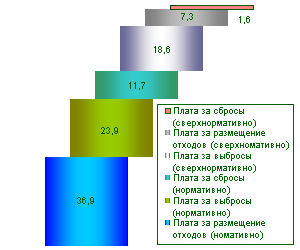 7,3
1,6
18,6
11,7
23,9
36,9
Плата за сбросы
(сверхнормативно)
Плата за размещение
отходов (сверхнормативно)
Плата за выбросы
(сверхнормативно)
Плата за сбросы
(нормативно)
Плата за выбросы
(нормативно)
Плата за размещение
отходов (номативно)